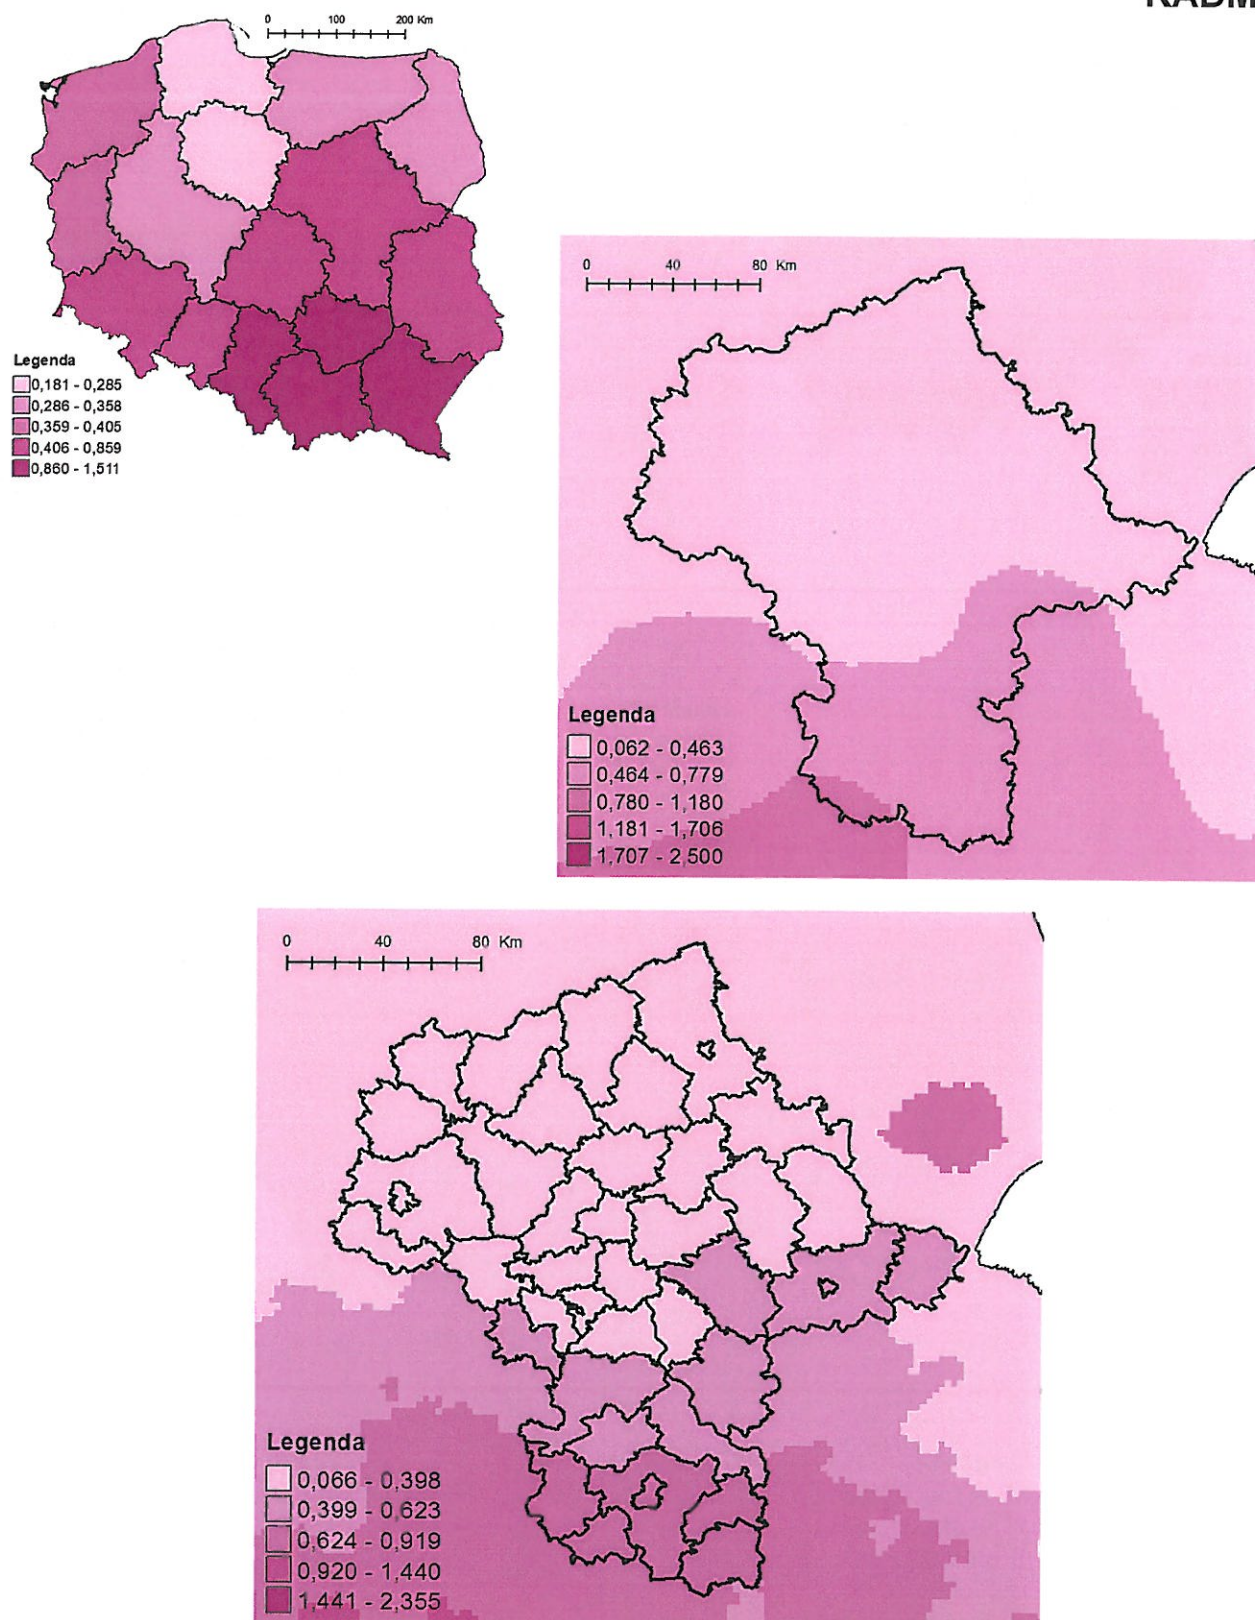 KADM
0 100 200 Km
Legenda
0,181 - 0,285
0,286 - 0,358
0,359 - 0,405
0,406 - 0,859
0,860 - 1,511
0 40 80 Km
Legenda
0,062 - 0,463
0,464 - 0,779
0,780 - 1,180
1,181 - 1,706
1,707 - 2,500
0 40 80 Km
Legenda
0,066 - 0,398
0,399 - 0,623
0,624 - 0,919
0,920 - 1,440
1,441 - 2,355